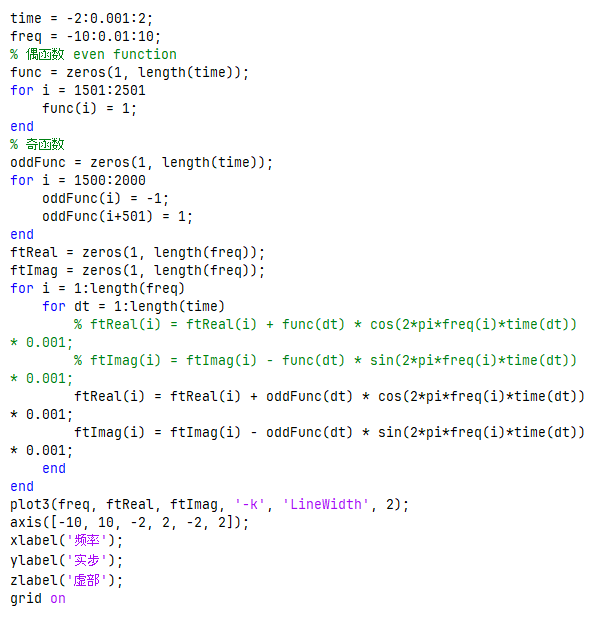 time = -2:0.001:2;
freq = -10:0.01:10;
% 偶函数 even function
func = zeros(1, length(time));
for i = 1501:2501
    func(i) = 1;
end
% 奇函数
oddFunc = zeros(1, length(time));
for i = 1500:2000
    oddFunc(i) = -1;
    oddFunc(i+501) = 1;
end
ftReal = zeros(1, length(freq));
ftImag = zeros(1, length(freq));
for i = 1:length(freq)
    for dt = 1:length(time)
        % ftReal(i) = ftReal(i) + func(dt) * cos(2*pi*freq(i)*time(dt))
* 0.001;
        % ftImag(i) = ftImag(i) - func(dt) * sin(2*pi*freq(i)*time(dt))
* 0.001;
        ftReal(i) = ftReal(i) + oddFunc(dt) * cos(2*pi*freq(i)*time(dt))
* 0.001;
        ftImag(i) = ftImag(i) - oddFunc(dt) * sin(2*pi*freq(i)*time(dt))
* 0.001;
    end
end
plot3(freq, ftReal, ftImag, '-k', 'LineWidth', 2);
axis([-10, 10, -2, 2, -2, 2]);
xlabel('频率');
ylabel('实步');
zlabel('虚部');
grid on